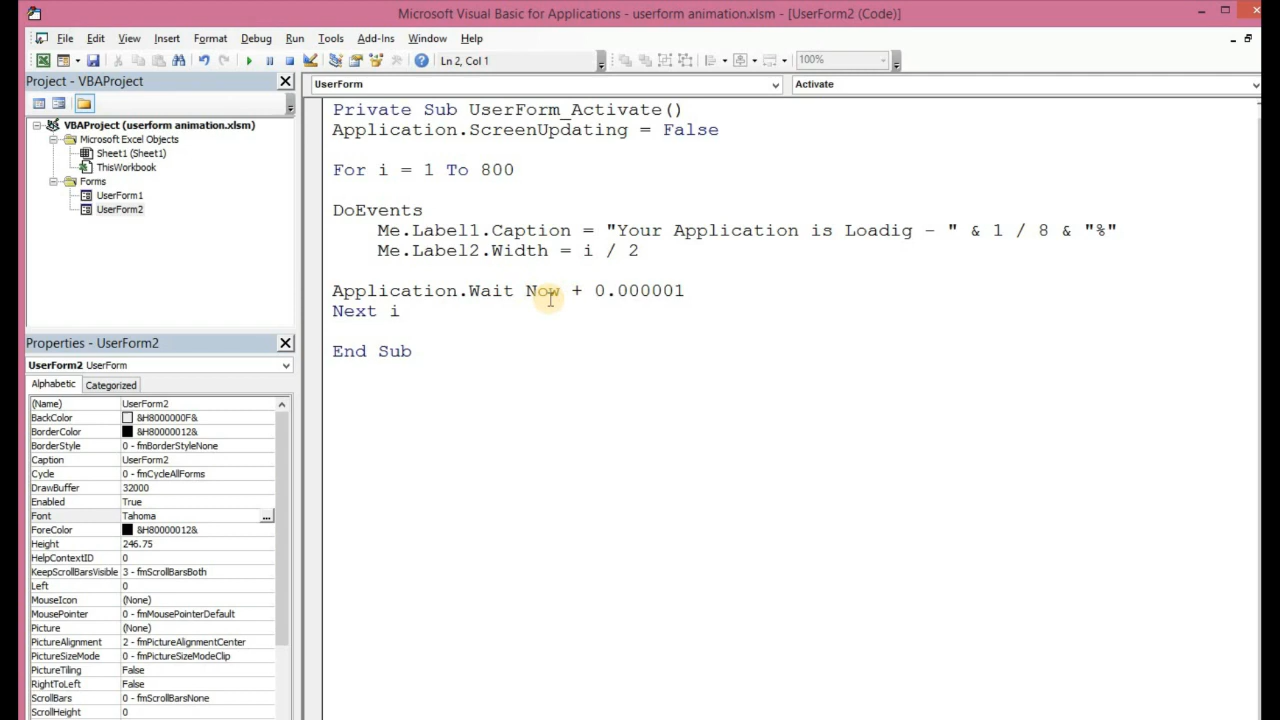 Microsoft Visual Basic for Applications - userform animation.xlsm - [UserForm2 (Code)]
File Edit View Insert Format Debug Run Tools Add-Ins Window Help
Ln 2, Col 1
100%
Project - VBAProject
VBAProject (userform animation.xlsm)
Microsoft Excel Objects
Sheet1 (Sheet1)
ThisWorkbook
Forms
UserForm1
UserForm2
Properties - UserForm2
UserForm2 UserForm
Alphabetic Categorized
(Name) UserForm2
BackColor &H8000000F&
BorderColor &H80000012&
BorderStyle 0 - fmBorderStyleNone
Caption UserForm2
Cycle 0 - fmCycleAllForms
DrawBuffer 32000
Enabled True
Font Tahoma ...
ForeColor &H80000012&
Height 246.75
HelpContextID 0
KeepScrollBarsVisible 3 - fmScrollBarsBoth
Left 0
MouseIcon (None)
MousePointer 0 - fmMousePointerDefault
Picture (None)
PictureAlignment 2 - fmPictureAlignmentCenter
PictureSizeMode 0 - fmPictureSizeModeClip
PictureTiling False
RightToLeft False
ScrollBars 0 - fmScrollBarsNone
ScrollHeight 0
UserForm Activate
Private Sub UserForm_Activate()
Application.ScreenUpdating = False
For i = 1 To 800
DoEvents
Me.Label1.Caption = "Your Application is Loadig - " & 1 / 8 & "%"
Me.Label2.Width = i / 2
Application.Wait Now + 0.000001
Next i
End Sub